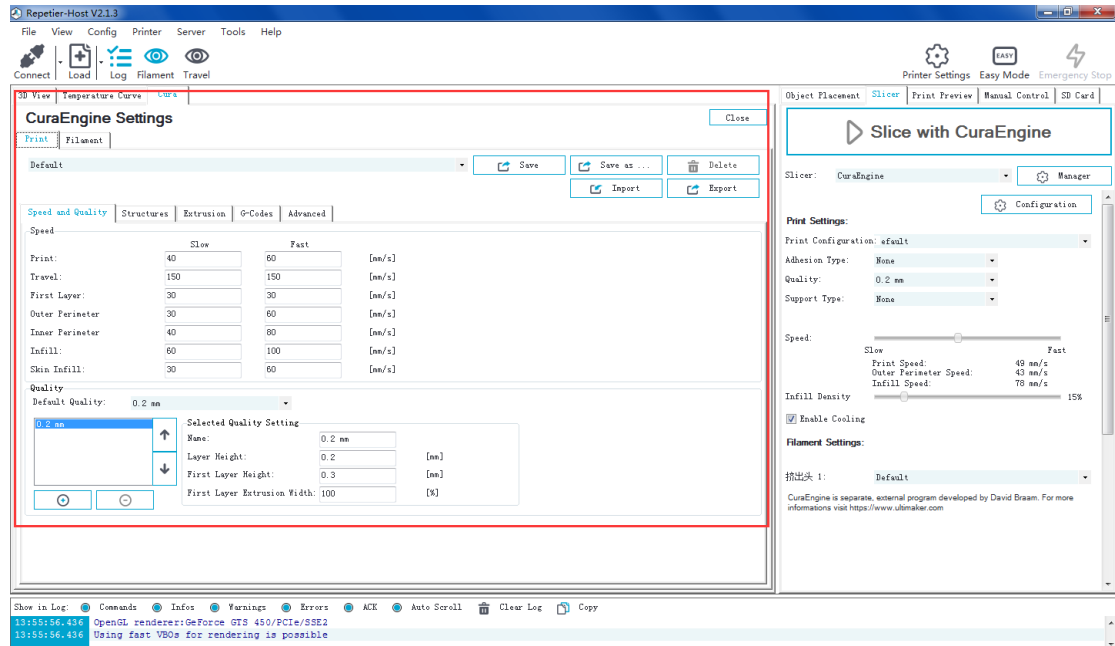 Repetier-Host V2.1.3
File View Config Printer Server Tools Help
Connect Load Log Filament Travel
Printer Settings Easy Mode Emergency Stop
EASY
3D View Temperature Curve Cura
Object Placement Slicer Print Preview Manual Control SD Card
CuraEngine Settings
Close
Print Filament
Default
Save Save as ... Delete
Import Export
Speed and Quality Structures Extrusion G-Codes Advanced
Speed
Slow Fast
Print: 40 60 [mm/s]
Travel: 150 150 [mm/s]
First Layer: 30 30 [mm/s]
Outer Perimeter 30 60 [mm/s]
Inner Perimeter 40 80 [mm/s]
Infill: 60 100 [mm/s]
Skin Infill: 30 60 [mm/s]
Quality
Default Quality: 0.2 mm
0.2 mm
Selected Quality Setting
Name: 0.2 mm
Layer Height: 0.2 [mm]
First Layer Height: 0.3 [mm]
First Layer Extrusion Width: 100 [%]
Slice with CuraEngine
Slicer: CuraEngine Manager
Configuration
Print Settings:
Print Configuration: efault
Adhesion Type: None
Quality: 0.2 mm
Support Type: None
Speed:
Slow Fast
Print Speed: 49 mm/s
Outer Perimeter Speed: 43 mm/s
Infill Speed: 78 mm/s
Infill Density 15%
Enable Cooling
Filament Settings:
挤出头 1: Default
CuraEngine is separate, external program developed by David Braam. For more
informations visit https://www.ultimaker.com
Show in Log: Commands Infos Warnings Errors ACK Auto Scroll Clear Log Copy
13:55:56.436 OpenGL renderer:GeForce GTS 450/PCIe/SSE2
13:55:56.436 Using fast VBOs for rendering is possible